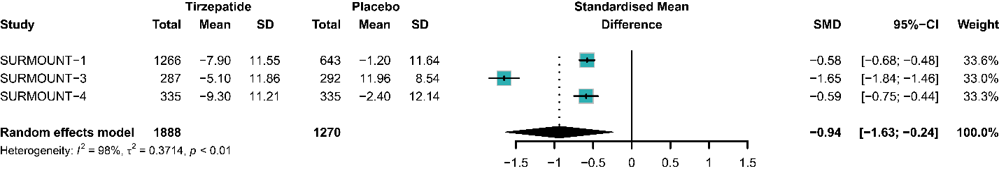 Tirzepatide Placebo Standardised Mean
Study Total Mean SD Total Mean SD Difference SMD 95%−CI Weight
SURMOUNT−1 1266 −7.90 11.55 643 −1.20 11.64 −0.58 [−0.68; −0.48] 33.6%
SURMOUNT−3 287 −5.10 11.86 292 11.96 8.54 −1.65 [−1.84; −1.46] 33.0%
SURMOUNT−4 335 −9.30 11.21 335 −2.40 12.14 −0.59 [−0.75; −0.44] 33.3%
Random effects model 1888 1270 −0.94 [−1.63; −0.24] 100.0%
Heterogeneity: I² = 98%, τ² = 0.3714, p < 0.01
−1.5 −1 −0.5 0 0.5 1 1.5